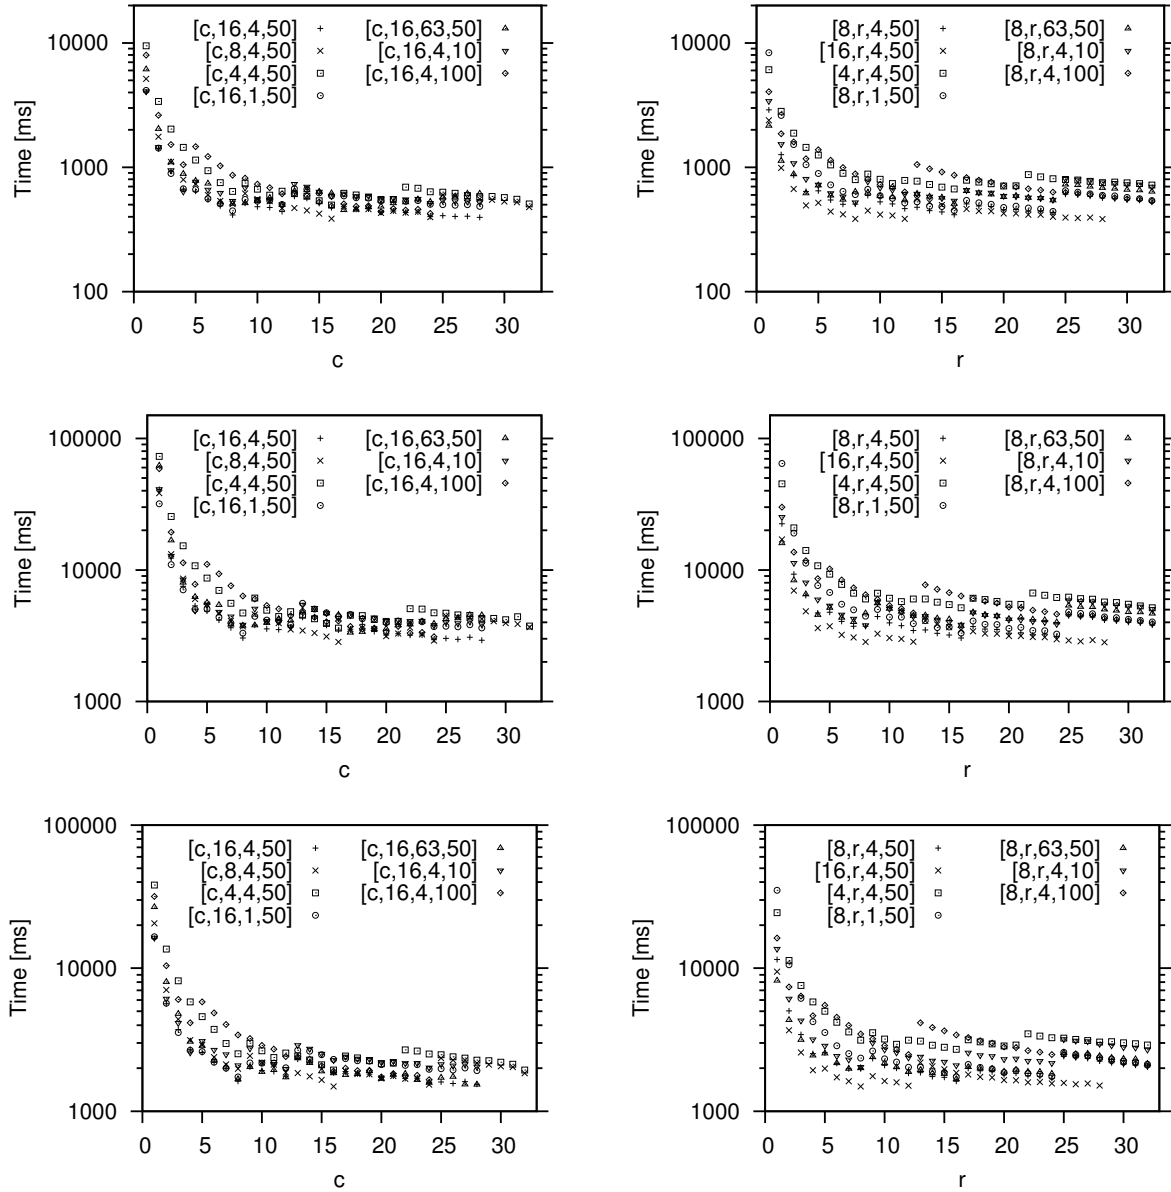 10000
1000
100
Time [ms]
[c,16,4,50]
[c,8,4,50]
[c,4,4,50]
[c,16,1,50]
[c,16,63,50]
[c,16,4,10]
[c,16,4,100]
0 5 10 15 20 25 30
c
10000
1000
100
Time [ms]
[8,r,4,50]
[16,r,4,50]
[4,r,4,50]
[8,r,1,50]
[8,r,63,50]
[8,r,4,10]
[8,r,4,100]
0 5 10 15 20 25 30
r
100000
10000
1000
Time [ms]
[c,16,4,50]
[c,8,4,50]
[c,4,4,50]
[c,16,1,50]
[c,16,63,50]
[c,16,4,10]
[c,16,4,100]
0 5 10 15 20 25 30
c
100000
10000
1000
Time [ms]
[8,r,4,50]
[16,r,4,50]
[4,r,4,50]
[8,r,1,50]
[8,r,63,50]
[8,r,4,10]
[8,r,4,100]
0 5 10 15 20 25 30
r
100000
10000
1000
Time [ms]
[c,16,4,50]
[c,8,4,50]
[c,4,4,50]
[c,16,1,50]
[c,16,63,50]
[c,16,4,10]
[c,16,4,100]
0 5 10 15 20 25 30
c
100000
10000
1000
Time [ms]
[8,r,4,50]
[16,r,4,50]
[4,r,4,50]
[8,r,1,50]
[8,r,63,50]
[8,r,4,10]
[8,r,4,100]
0 5 10 15 20 25 30
r